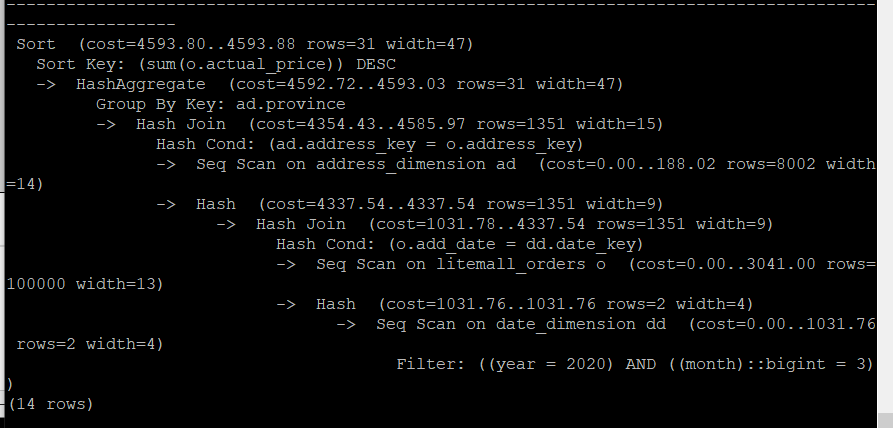 ---------------------------------------------------------------------------------------
-----------------
Sort  (cost=4593.80..4593.88 rows=31 width=47)
Sort Key: (sum(o.actual_price)) DESC
->  HashAggregate  (cost=4592.72..4593.03 rows=31 width=47)
Group By Key: ad.province
->  Hash Join  (cost=4354.43..4585.97 rows=1351 width=15)
Hash Cond: (ad.address_key = o.address_key)
->  Seq Scan on address_dimension ad  (cost=0.00..188.02 rows=8002 width
=14)
->  Hash  (cost=4337.54..4337.54 rows=1351 width=9)
->  Hash Join  (cost=1031.78..4337.54 rows=1351 width=9)
Hash Cond: (o.add_date = dd.date_key)
->  Seq Scan on litemall_orders o  (cost=0.00..3041.00 rows=
100000 width=13)
->  Hash  (cost=1031.76..1031.76 rows=2 width=4)
->  Seq Scan on date_dimension dd  (cost=0.00..1031.76
rows=2 width=4)
Filter: ((year = 2020) AND ((month)::bigint = 3)
)
(14 rows)